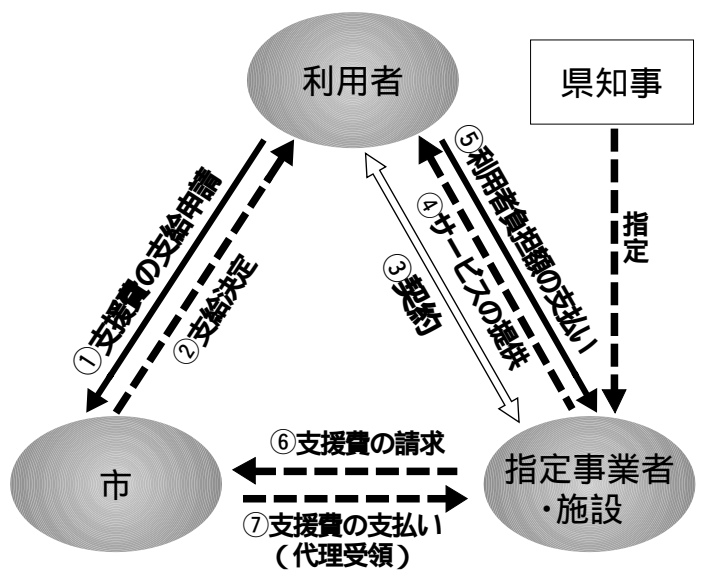 利用者
県知事
指定
①支援費の支給申請
②支給決定
③契約
④サービスの提供
⑤利用者負担額の支払い
市
⑥支援費の請求
⑦支援費の支払い
（代理受領）
指定事業者
・施設